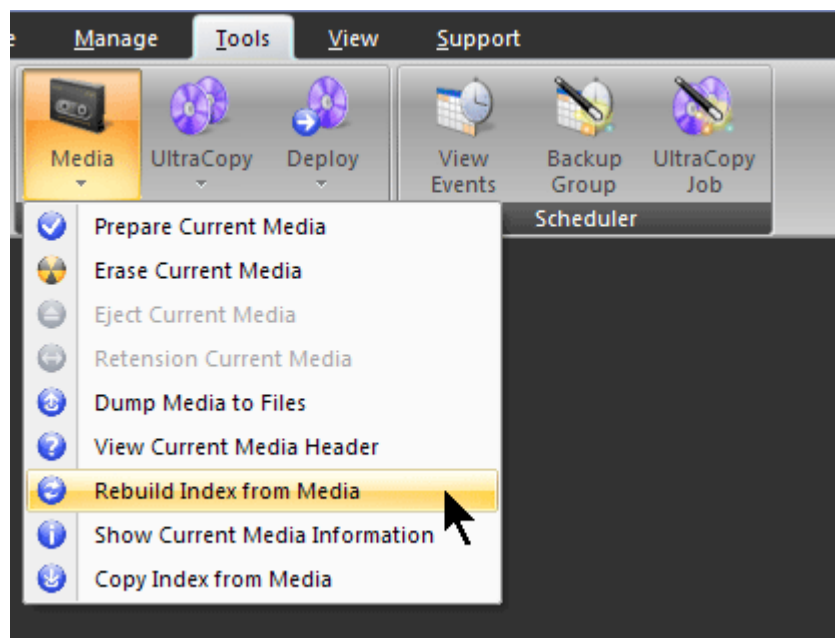 e Manage Tools View Support
Media UltraCopy Deploy View Events Backup Group UltraCopy Job
Scheduler
Prepare Current Media
Erase Current Media
Eject Current Media
Retension Current Media
Dump Media to Files
View Current Media Header
Rebuild Index from Media
Show Current Media Information
Copy Index from Media